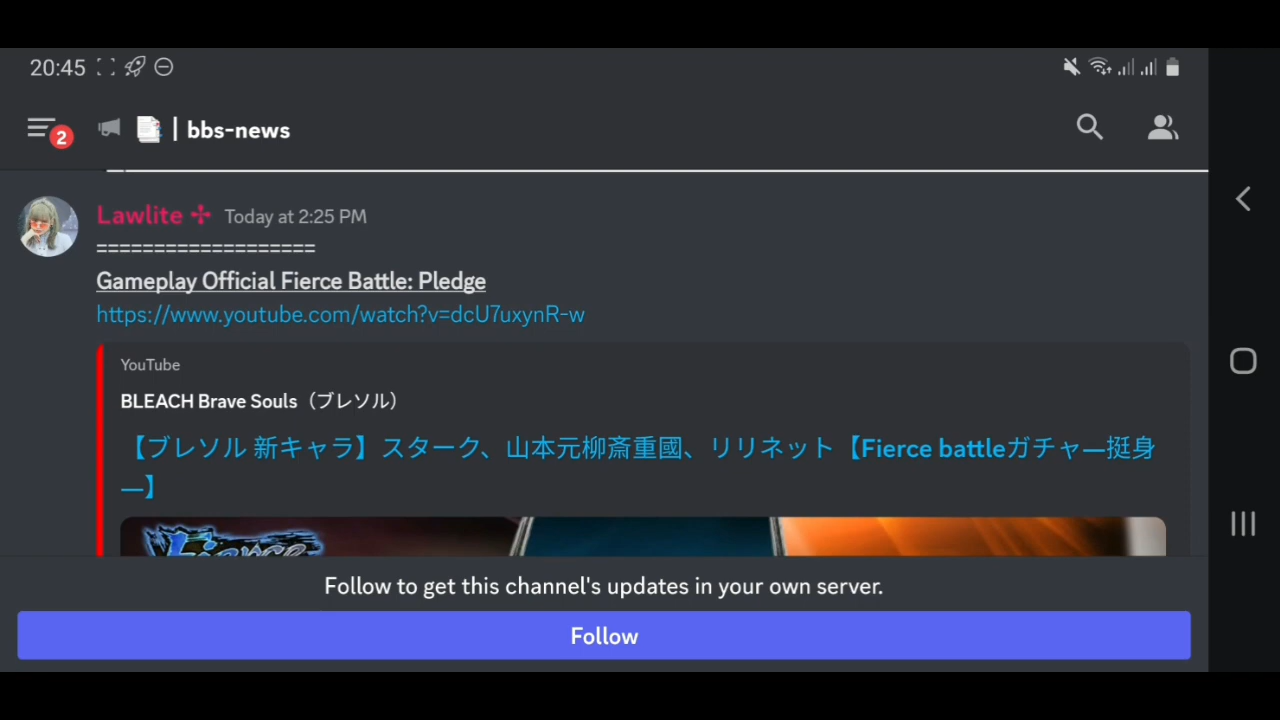 20:45
2
| bbs-news
Lawlite ✢ Today at 2:25 PM
===================
Gameplay Official Fierce Battle: Pledge
https://www.youtube.com/watch?v=dcU7uxynR-w
YouTube
BLEACH Brave Souls（ブレソル）
【ブレソル 新キャラ】スターク、山本元柳斎重國、リリネット【Fierce battleガチャ―挺身
―】
Fierce
Follow to get this channel's updates in your own server.
Follow